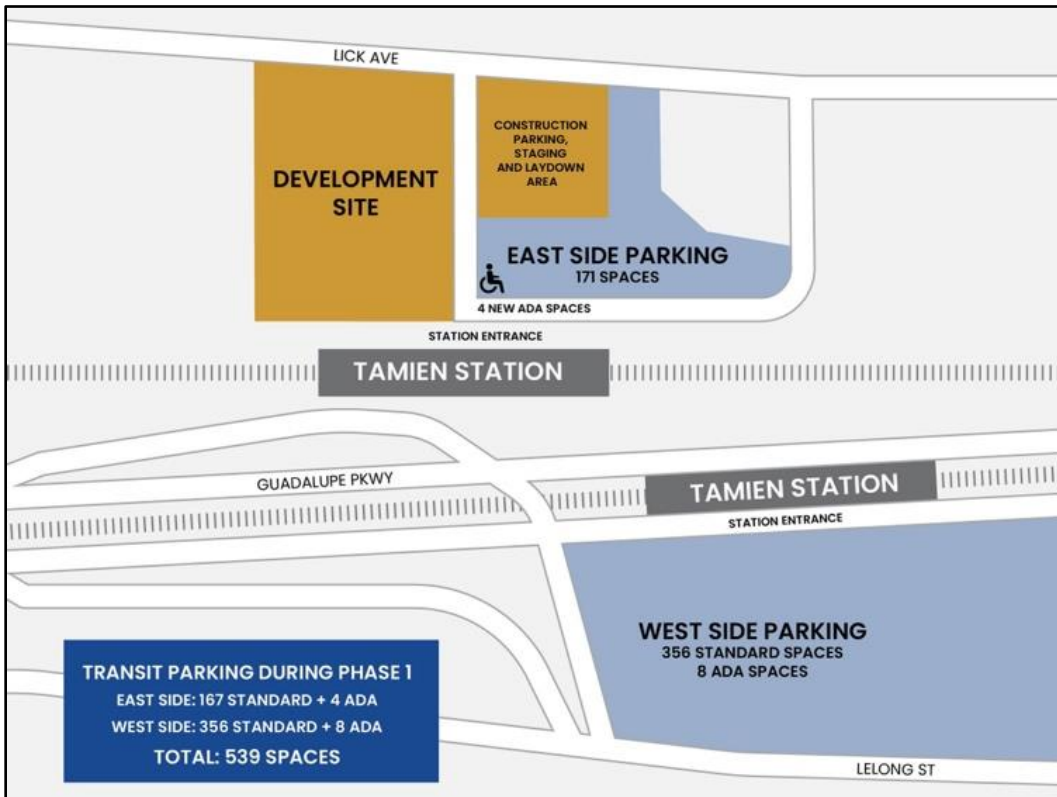 LICK AVE
DEVELOPMENT
SITE
CONSTRUCTION
PARKING,
STAGING
AND LAYDOWN
AREA
EAST SIDE PARKING
171 SPACES
4 NEW ADA SPACES
STATION ENTRANCE
TAMIEN STATION
GUADALUPE PKWY
TAMIEN STATION
STATION ENTRANCE
WEST SIDE PARKING
356 STANDARD SPACES
8 ADA SPACES
TRANSIT PARKING DURING PHASE 1
EAST SIDE: 167 STANDARD + 4 ADA
WEST SIDE: 356 STANDARD + 8 ADA
TOTAL: 539 SPACES
LELONG ST